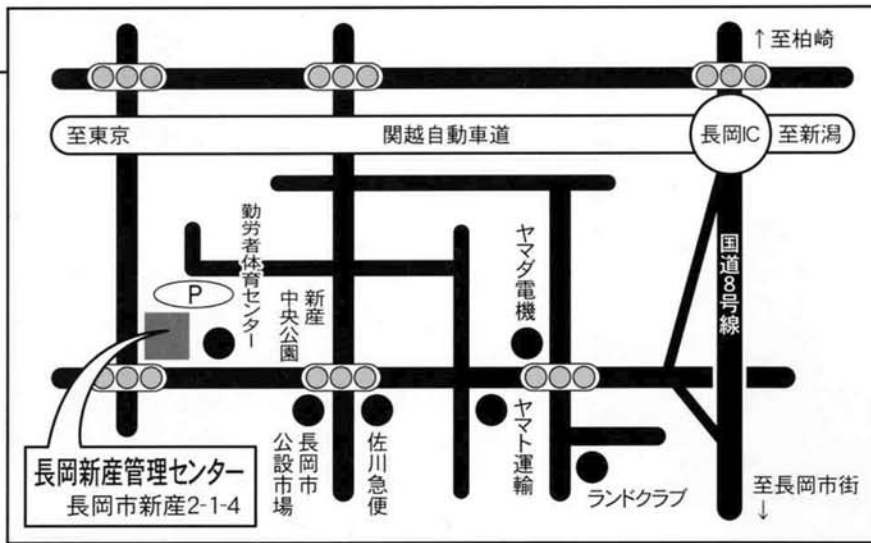 ↑至柏崎
至東京
関越自動車道
長岡IC
至新潟
勤労者体育センター
新産
中央公園
ヤマダ電機
国道8号線
P
長岡市
公設市場
佐川急便
ヤマト運輸
ランドクラブ
至長岡市街
↓
長岡新産管理センター
長岡市新産2-1-4